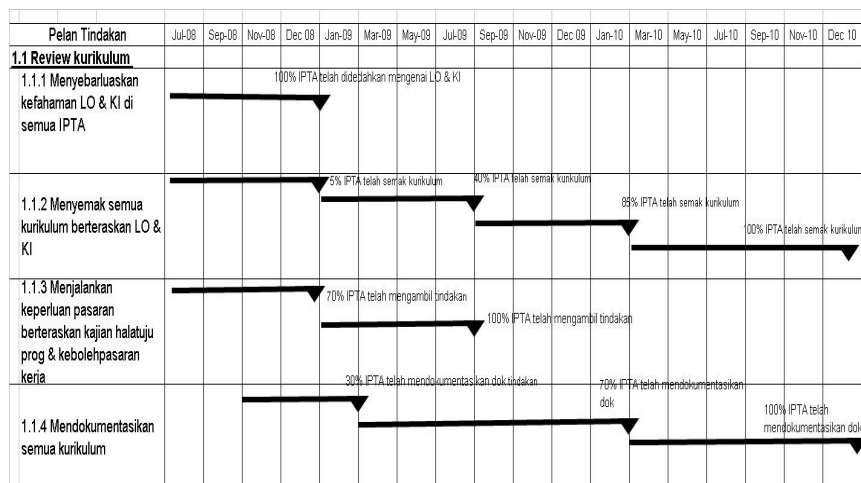 Pelan Tindakan
Jul-08 Sep-08 Nov-08 Dec 08 Jan-09 Mar-09 May-09 Jul-09 Sep-09 Nov-09 Dec 09 Jan-10 Mar-10 May-10 Jul-10 Sep-10 Nov-10 Dec 10
1.1 Review kurikulum
1.1.1 Menyebarluaskan
kefahaman LO & KI di
semua IPTA
100% IPTA telah didedahkan mengenai LO & KI
1.1.2 Menyemak semua
kurikulum berteraskan LO &
KI
5% IPTA telah semak kurikulum
40% IPTA telah semak kurikulum
85% IPTA telah semak kurikulum
100% IPTA telah semak kurikulum
1.1.3 Menjalankan
keperluan pasaran
berteraskan kajian halatuju
prog & kebolehpasaran
kerja
70% IPTA telah mengambil tindakan
100% IPTA telah mengambil tindakan
1.1.4 Mendokumentasikan
semua kurikulum
30% IPTA telah mendokumentasikan dok tindakan
70% IPTA telah mendokumentasikan
dok
100% IPTA telah
mendokumentasikan dok